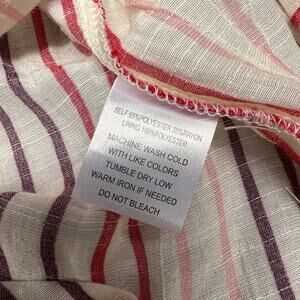 SELF 65%POLYESTER 35%RAYON
LINING 100%POLYESTER
MACHINE WASH COLD
WITH LIKE COLORS
TUMBLE DRY LOW
WARM IRON IF NEEDED
DO NOT BLEACH